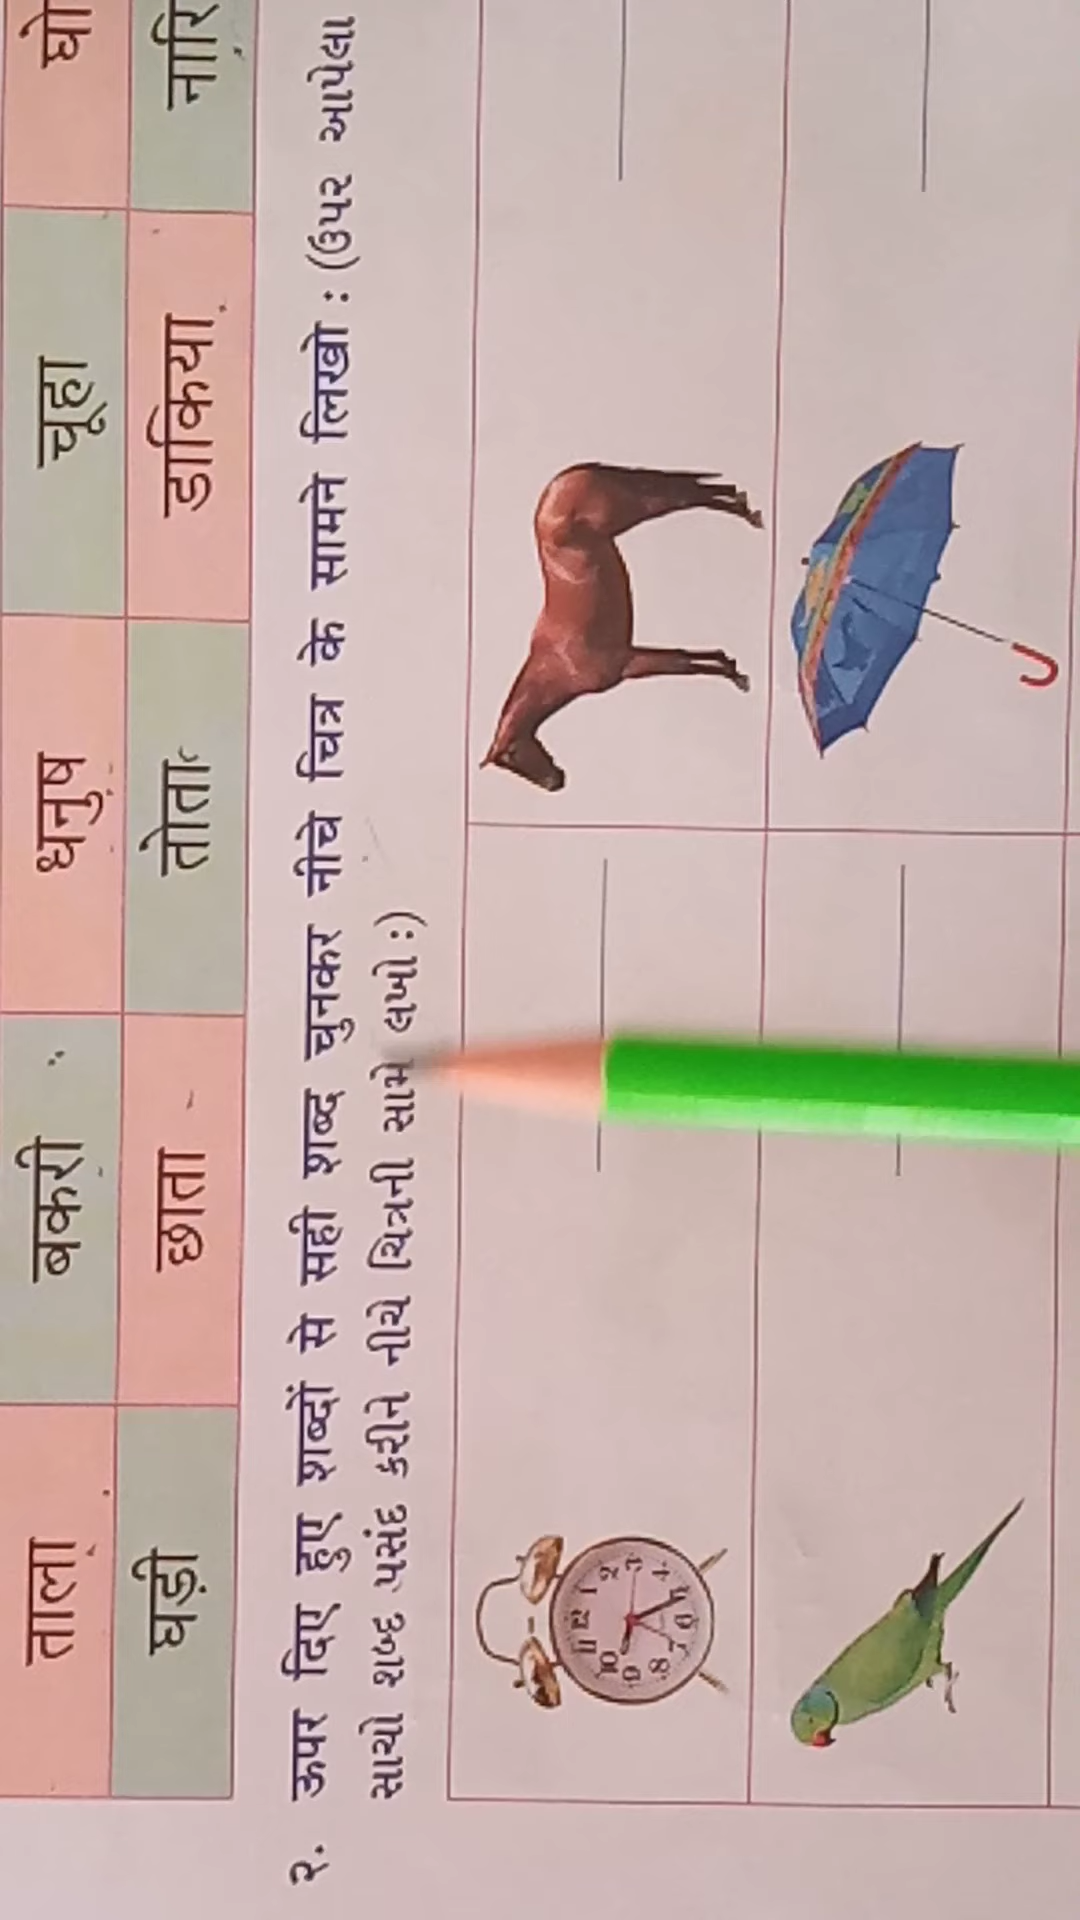 ताला बकरी धनुष चूहा
घड़ी छाता तोता डाकिया
२. ऊपर दिए हुए शब्दों से सही शब्द चुनकर नीचे चित्र के सामने लिखो : (ઉપર આપેલા
સાચો શબ્દ પસંદ કરીને નીચે ચિત્રની સામે લખો :)